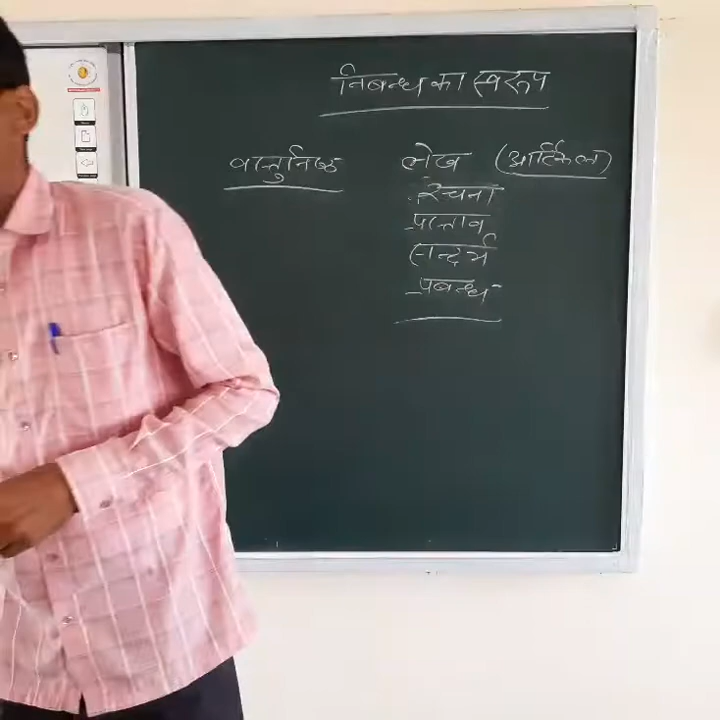 निबन्ध का स्वरूप
वस्तुनिष्ठ लेख (आर्टिकल)
रचना
प्रस्ताव
सन्दर्भ
प्रबन्ध